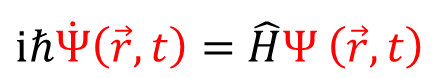 iℏΨ̇(r⃗, t) = ĤΨ (r⃗, t)